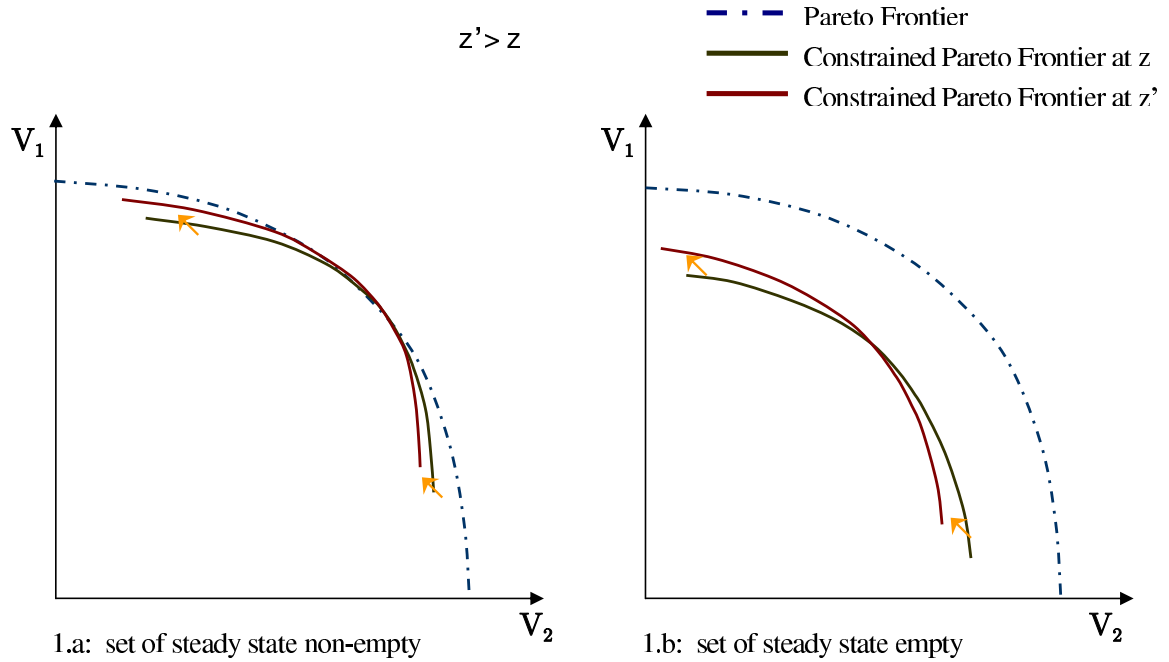 z'> z
Pareto Frontier
Constrained Pareto Frontier at z
Constrained Pareto Frontier at z'
V₁
V₂
1.a: set of steady state non-empty
V₁
V₂
1.b: set of steady state empty